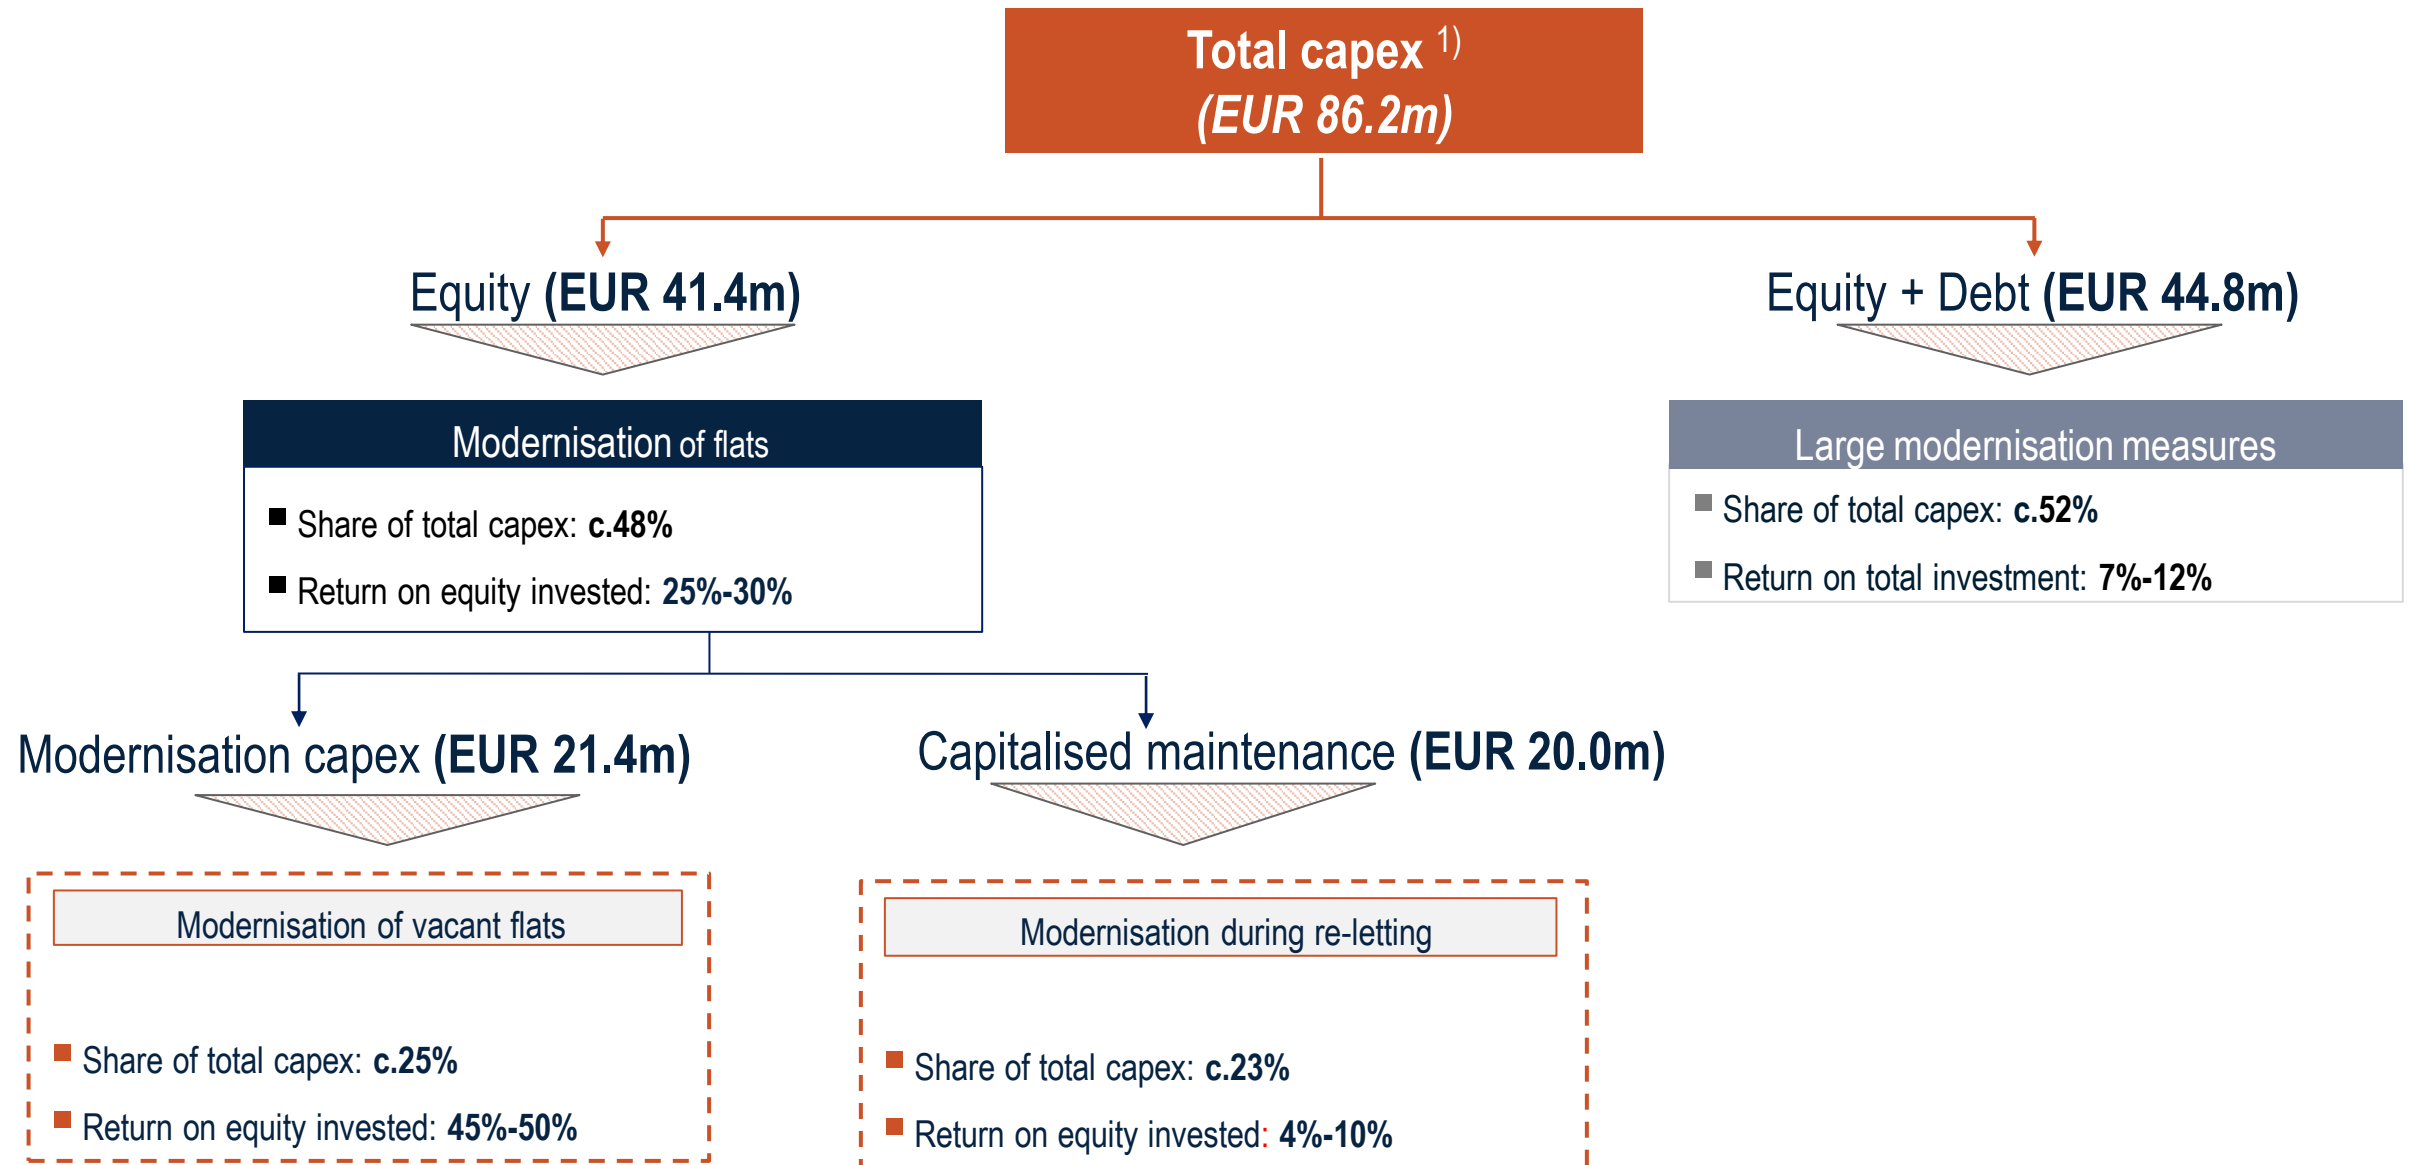 Total capex 1)
(EUR 86.2m)
Equity (EUR 41.4m)
Equity + Debt (EUR 44.8m)
Modernisation of flats
■ Share of total capex: c.48%
■ Return on equity invested: 25%-30%
Large modernisation measures
■ Share of total capex: c.52%
■ Return on total investment: 7%-12%
Modernisation capex (EUR 21.4m)
Capitalised maintenance (EUR 20.0m)
Modernisation of vacant flats
■ Share of total capex: c.25%
■ Return on equity invested: 45%-50%
Modernisation during re-letting
■ Share of total capex: c.23%
■ Return on equity invested: 4%-10%